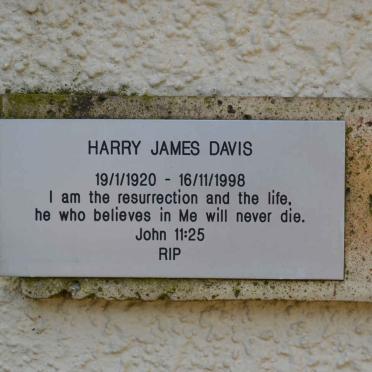 HARRY JAMES DAVIS
19/1/1920 - 16/11/1998
I am the resurrection and the life,
he who believes in Me will never die.
John 11:25
RIP